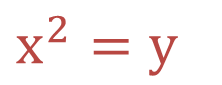 x² = y